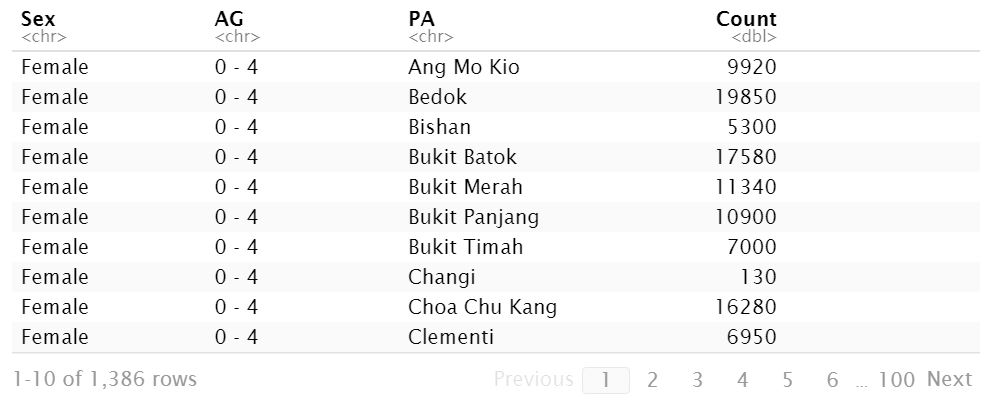 Sex AG PA Count
<chr> <chr> <chr> <dbl>
Female 0 - 4 Ang Mo Kio 9920
Female 0 - 4 Bedok 19850
Female 0 - 4 Bishan 5300
Female 0 - 4 Bukit Batok 17580
Female 0 - 4 Bukit Merah 11340
Female 0 - 4 Bukit Panjang 10900
Female 0 - 4 Bukit Timah 7000
Female 0 - 4 Changi 130
Female 0 - 4 Choa Chu Kang 16280
Female 0 - 4 Clementi 6950
1-10 of 1,386 rows Previous 1 2 3 4 5 6 ... 100 Next